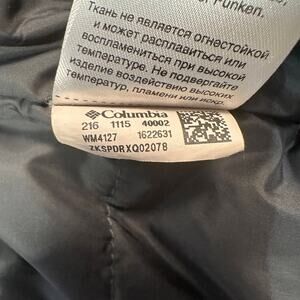 Funken.
Ткань не является огнестойкой
и может расплавиться или
воспламениться при высокой
температуре. Не подвергайте
изделие воздействию высоких
температур, пламени или искр.
Columbia
216 1115 40002
WM4127 1622631
ZKSPDRXQ02078